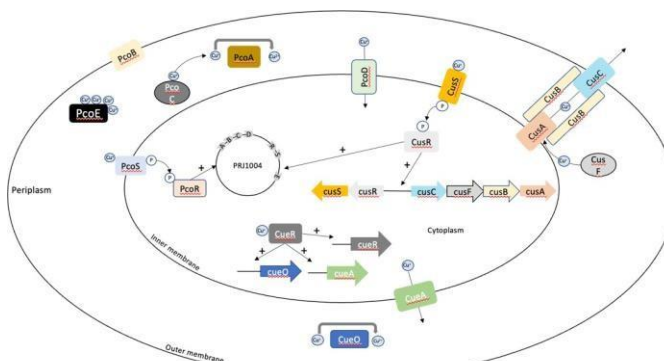 PcoB
PcoA
Pco
C
PcoE
PcoD
CusS
CusC
CusB
CusB
CusA
Cus
F
CusR
P
P
PcoS
P
P
PcoR
+
PRJ1004
A B C D R S E
+
+
cusS
cusR
cusC
cusF
cusB
cusA
Periplasm
Cytoplasm
Inner membrane
CueR
+
cueR
+
+
cueO
cueA
CueA
CueO
Outer membrane